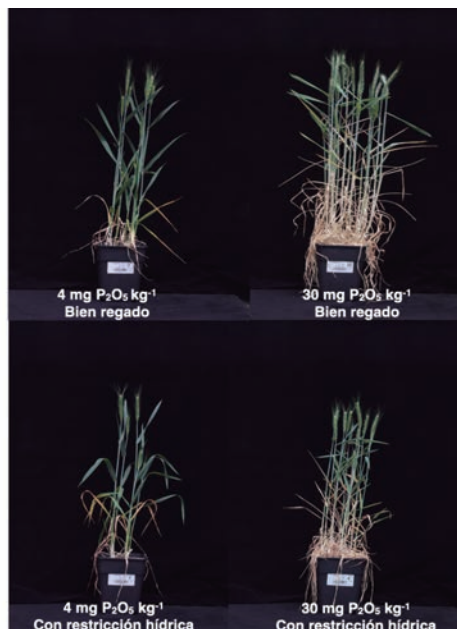 4 mg P₂O₅ kg⁻¹
Bien regado
30 mg P₂O₅ kg⁻¹
Bien regado
4 mg P₂O₅ kg⁻¹
Con restricción hídrica
30 mg P₂O₅ kg⁻¹
Con restricción hídrica